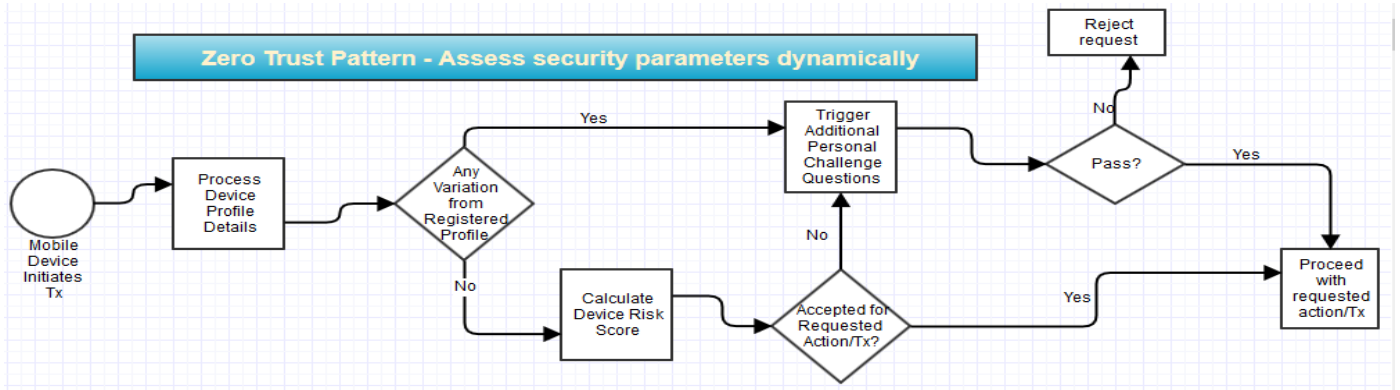 Zero Trust Pattern - Assess security parameters dynamically
Mobile
Device
Initiates
Tx
Process
Device
Profile
Details
Any
Variation
from
Registered
Profile
Yes
No
Calculate
Device Risk
Score
Accepted for
Requested
Action/Tx?
No
Yes
Trigger
Additional
Personal
Challenge
Questions
Pass?
No
Yes
Reject
request
Proceed
with
requested
action/Tx